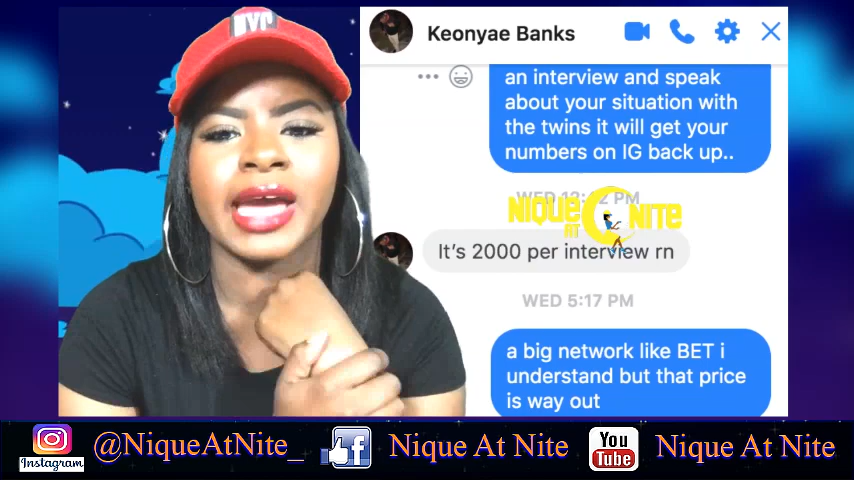 NYC
Keonyae Banks
an interview and speak
about your situation with
the twins it will get your
numbers on IG back up..
NIQUE AT NITE
It's 2000 per interview rn
WED 5:17 PM
a big network like BET i
understand but that price
is way out
Instagram
@NiqueAtNite_
Nique At Nite
You
Tube
Nique At Nite